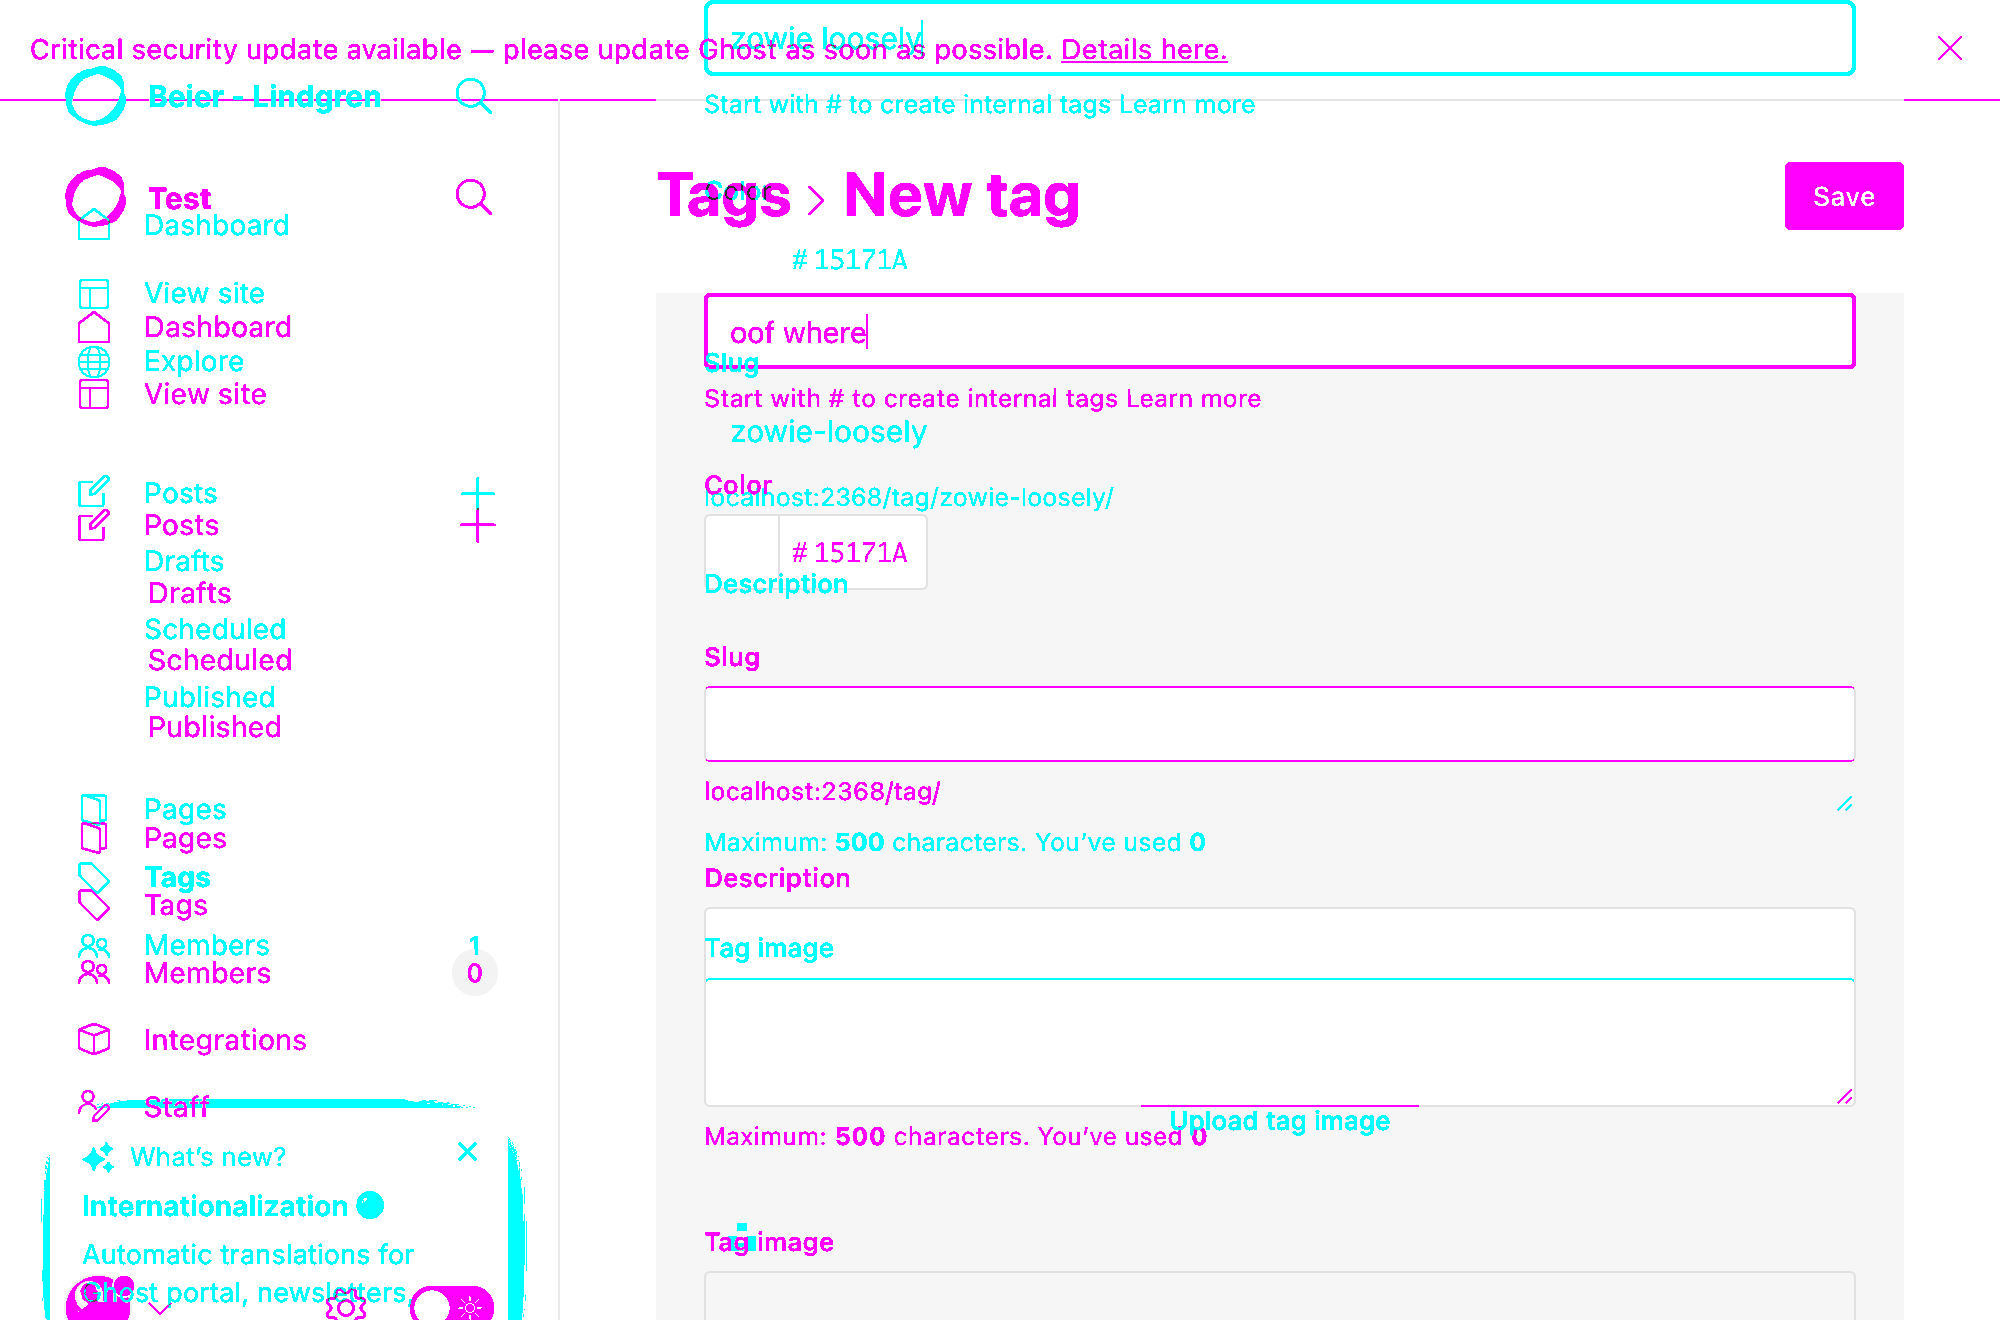 zowie loosely
Critical security update available — please update Ghost as soon as possible. Details here.
Beier - Lindgren
Start with # to create internal tags Learn more
Test
Color
Tags › New tag
Save
Dashboard
# 15171A
View site
Dashboard
oof where
Explore
Slug
View site
Start with # to create internal tags Learn more
zowie-loosely
Color
Posts
localhost:2368/tag/zowie-loosely/
Posts
# 15171A
Drafts
Description
Drafts
Scheduled
Scheduled
Slug
Published
Published
localhost:2368/tag/
Pages
Pages
Maximum: 500 characters. You’ve used 0
Tags
Description
Tags
Members 1
Tag image
Members 0
Integrations
Staff
Upload tag image
Maximum: 500 characters. You’ve used 0
What’s new?
Internationalization
Tag image
Automatic translations for
Ghost portal, newsletters,